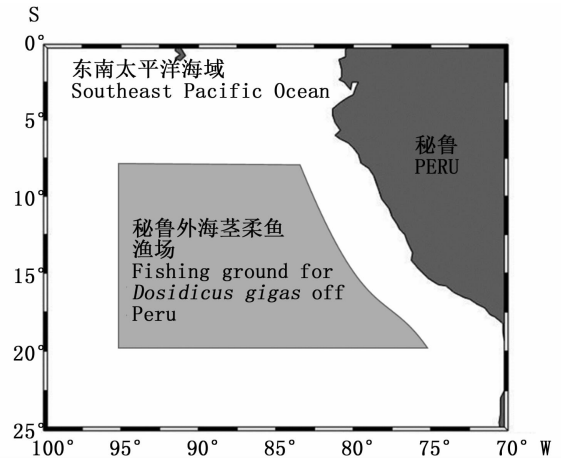 S
0°
东南太平洋海域
Southeast Pacific Ocean
5°
秘鲁
PERU
10°
秘鲁外海茎柔鱼
渔场
Fishing ground for
Dosidicus gigas off
Peru
15°
20°
25°
100° 95° 90° 85° 80° 75° 70° W